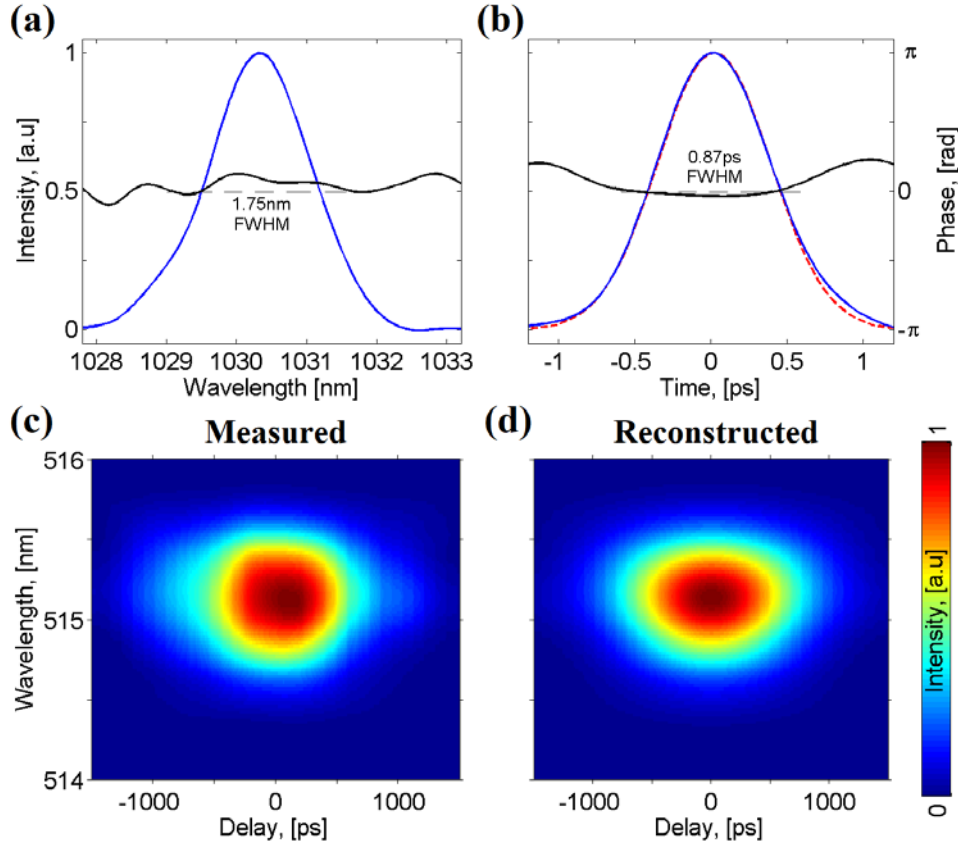 (a)
(b)
Intensity, [a.u]
1
0.5
0
1.75nm
FWHM
1028 1029 1030 1031 1032 1033
Wavelength [nm]
0.87ps
FWHM
π
0
-π
Phase, [rad]
-1 -0.5 0 0.5 1
Time, [ps]
(c)
Measured
(d)
Reconstructed
Wavelength, [nm]
516
515
514
-1000 0 1000
Delay, [ps]
-1000 0 1000
Delay, [ps]
1
Intensity, [a.u]
0